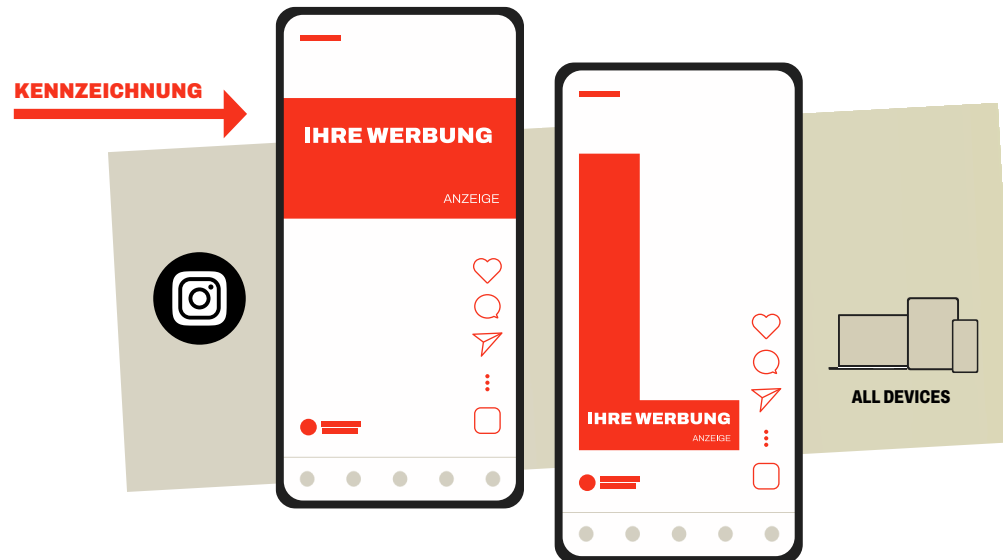 KENNZEICHNUNG
IHRE WERBUNG
ANZEIGE
IHRE WERBUNG
ANZEIGE
ALL DEVICES